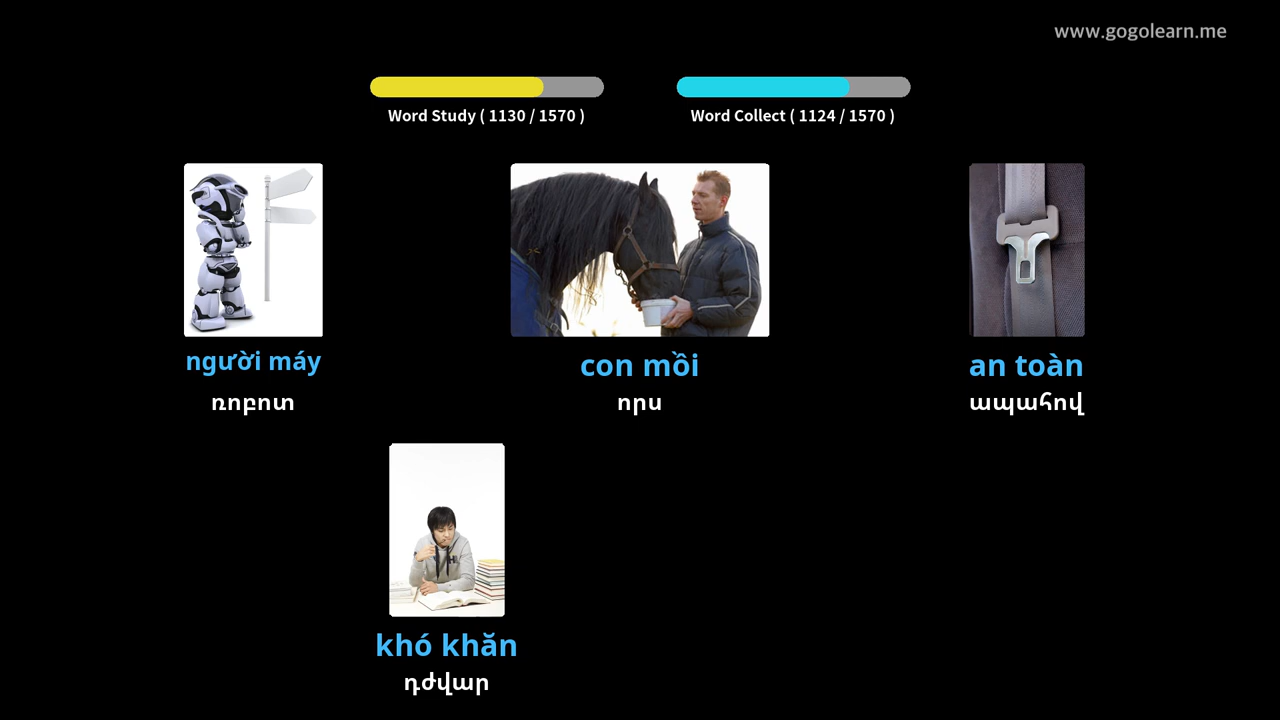 www.gogolearn.me
Word Study ( 1130 / 1570 )
Word Collect ( 1124 / 1570 )
người máy
ռոբոտ
con mồi
որս
an toàn
ապահով
khó khăn
դժվար